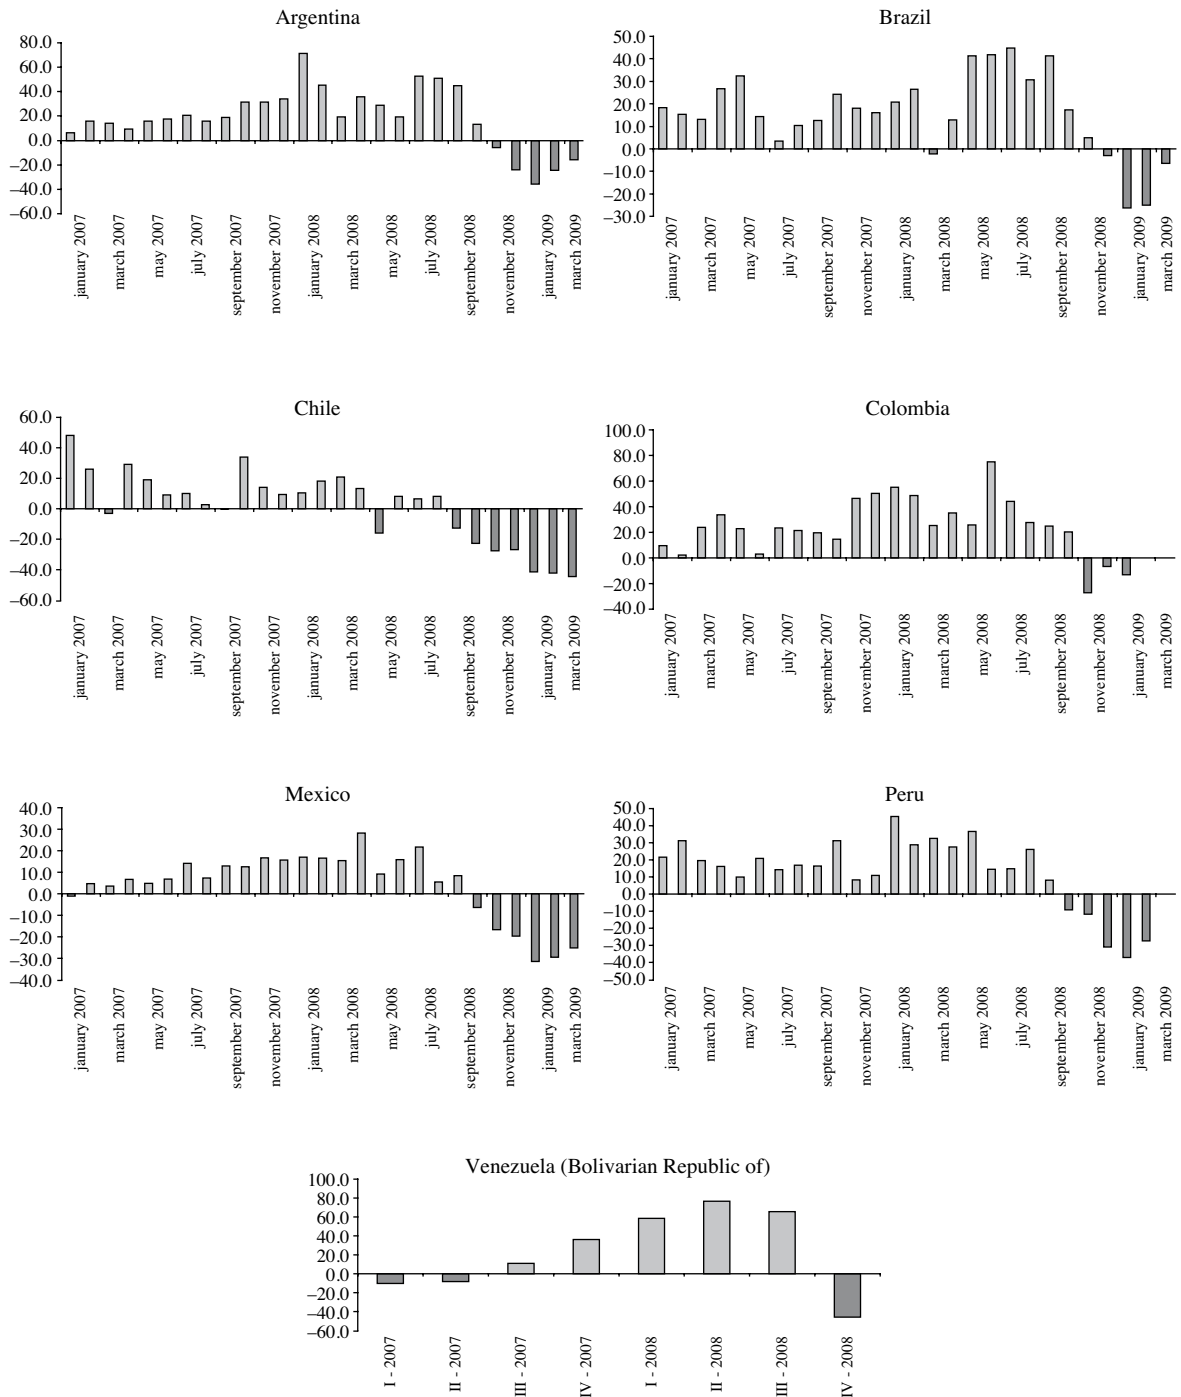 Argentina
80.0
60.0
40.0
20.0
0.0
−20.0
−40.0
−60.0
january 2007
march 2007
may 2007
july 2007
september 2007
november 2007
january 2008
march 2008
may 2008
july 2008
september 2008
november 2008
january 2009
march 2009
Brazil
50.0
40.0
30.0
20.0
10.0
0.0
−10.0
−20.0
−30.0
january 2007
march 2007
may 2007
july 2007
september 2007
november 2007
january 2008
march 2008
may 2008
july 2008
september 2008
november 2008
january 2009
march 2009
Chile
60.0
40.0
20.0
0.0
−20.0
−40.0
−60.0
january 2007
march 2007
may 2007
july 2007
september 2007
november 2007
january 2008
march 2008
may 2008
july 2008
september 2008
november 2008
january 2009
march 2009
Colombia
100.0
80.0
60.0
40.0
20.0
0.0
−20.0
−40.0
january 2007
march 2007
may 2007
july 2007
september 2007
november 2007
january 2008
march 2008
may 2008
july 2008
september 2008
november 2008
january 2009
march 2009
Mexico
40.0
30.0
20.0
10.0
0.0
−10.0
−20.0
−30.0
−40.0
january 2007
march 2007
may 2007
july 2007
september 2007
november 2007
january 2008
march 2008
may 2008
july 2008
september 2008
november 2008
january 2009
march 2009
Peru
50.0
40.0
30.0
20.0
10.0
0.0
−10.0
−20.0
−30.0
−40.0
−50.0
january 2007
march 2007
may 2007
july 2007
september 2007
november 2007
january 2008
march 2008
may 2008
july 2008
september 2008
november 2008
january 2009
march 2009
Venezuela (Bolivarian Republic of)
100.0
80.0
60.0
40.0
20.0
0.0
−20.0
−40.0
−60.0
I - 2007
II - 2007
III - 2007
IV - 2007
I - 2008
II - 2008
III - 2008
IV - 2008